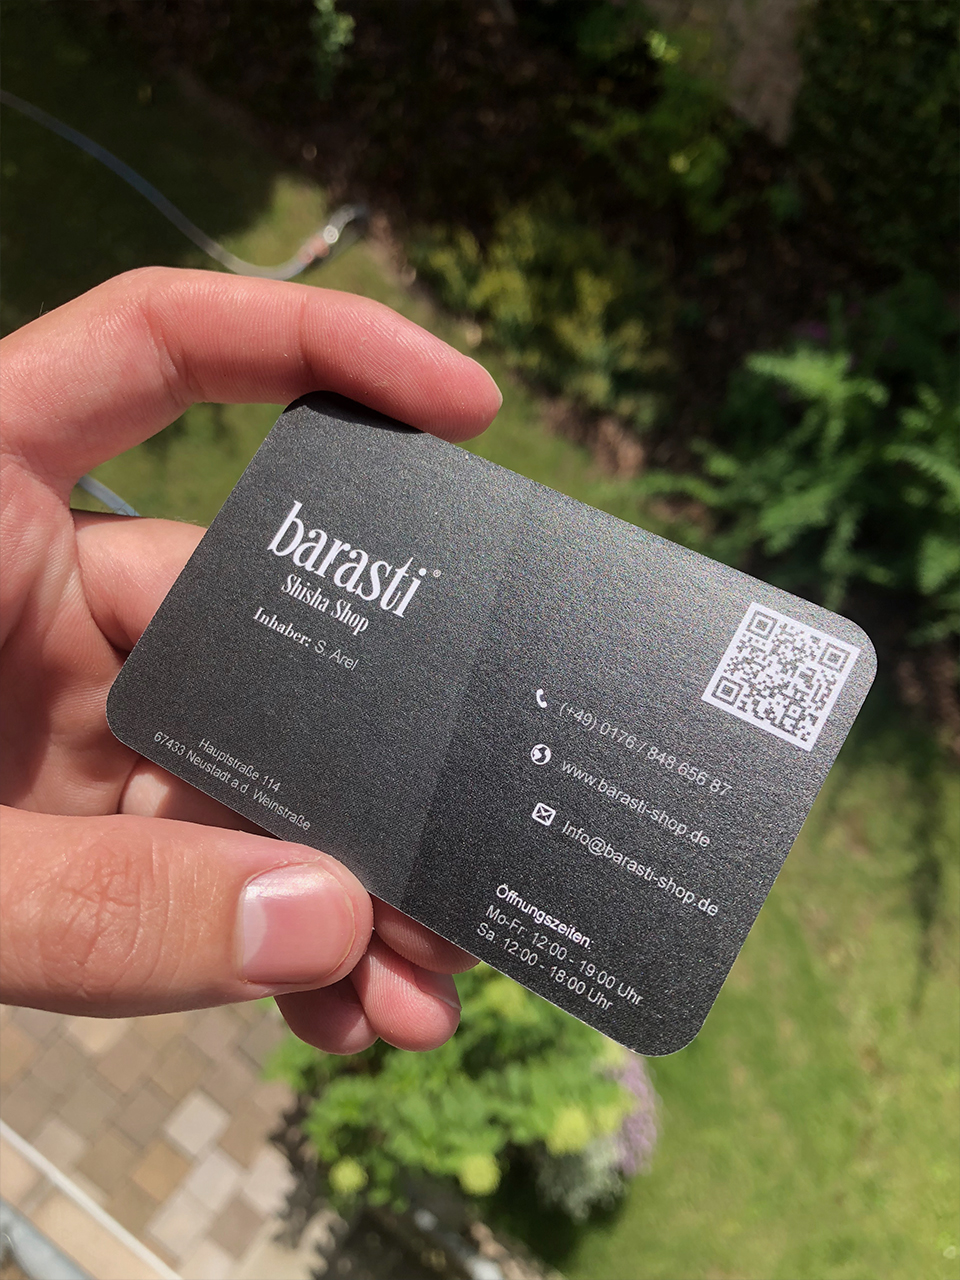 barasti®
Shisha Shop
Inhaber: S. Arel
Hauptstraße 114
67433 Neustadt a.d. Weinstraße
(+49) 0176 / 848 656 87
www.barasti-shop.de
Info@barasti-shop.de
Öffnungszeiten:
Mo-Fr. 12:00 - 19:00 Uhr
Sa. 12:00 - 18:00 Uhr